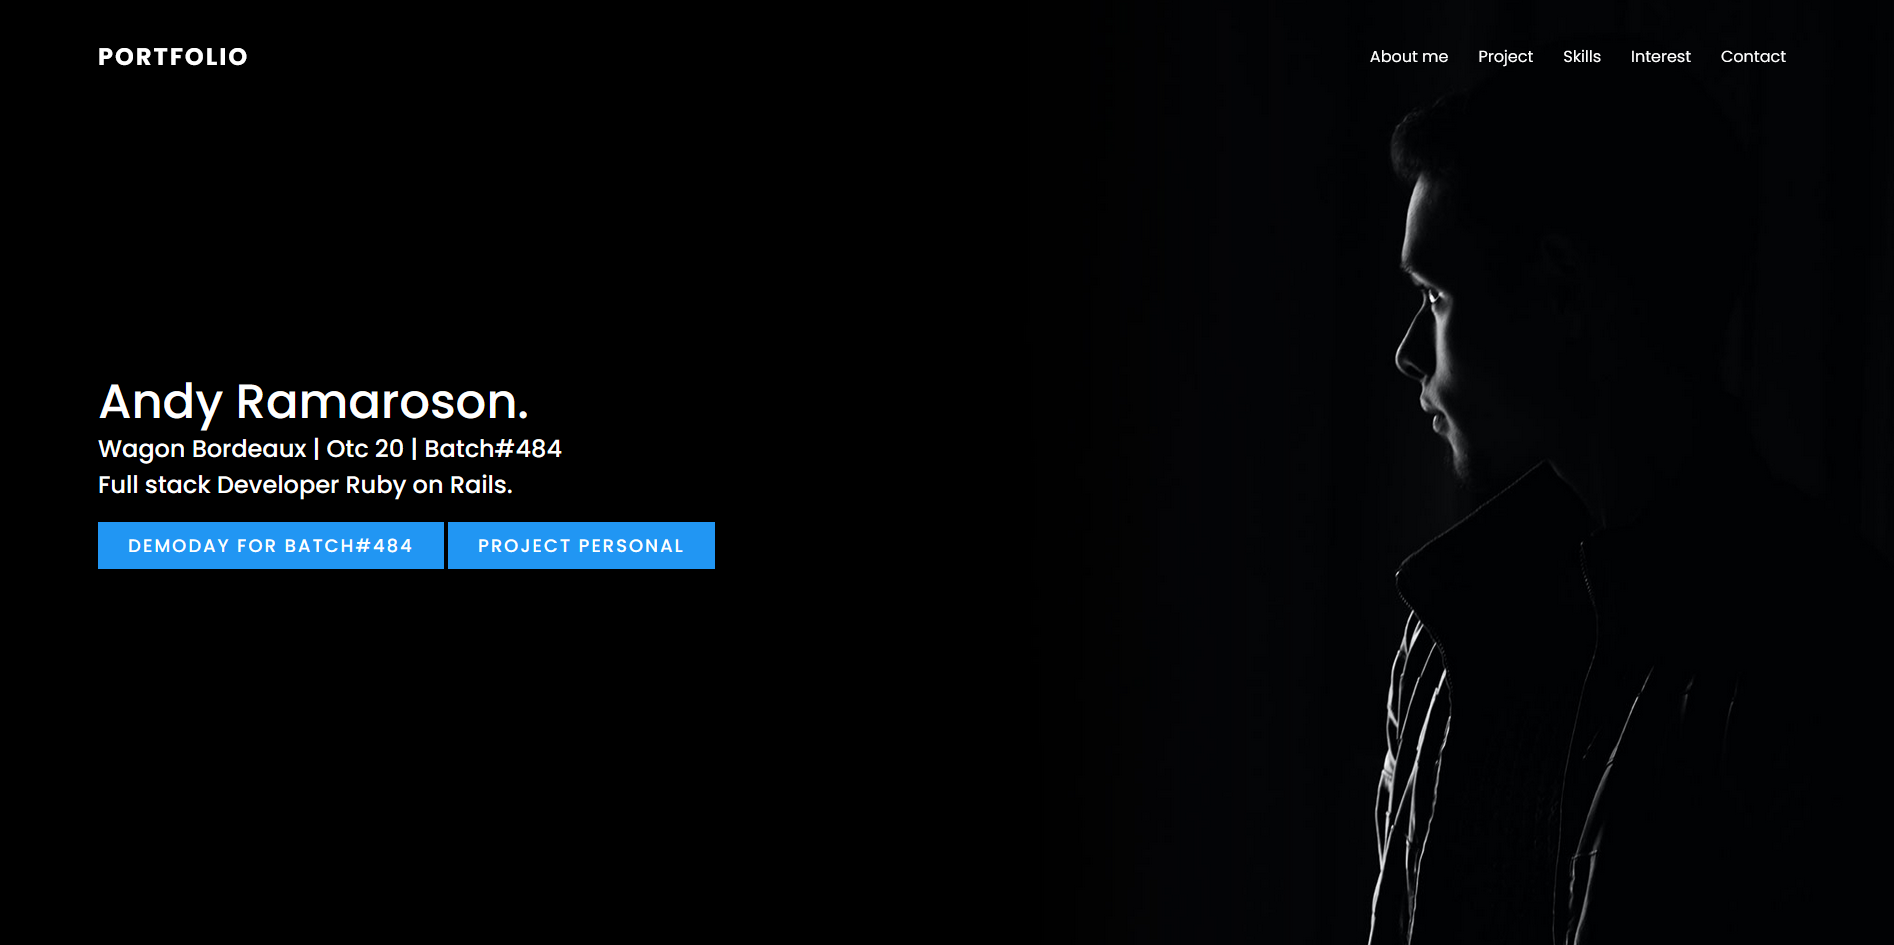 PORTFOLIO
About me Project Skills Interest Contact
Andy Ramaroson.
Wagon Bordeaux | Otc 20 | Batch#484
Full stack Developer Ruby on Rails.
DEMODAY FOR BATCH#484 PROJECT PERSONAL